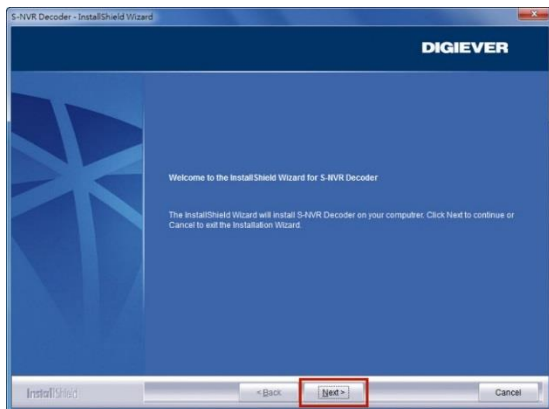 S-NVR Decoder - InstallShield Wizard
DIGIEVER
Welcome to the InstallShield Wizard for S-NVR Decoder
The InstallShield Wizard will install S-NVR Decoder on your computrer. Click Next to continue or
Cancel to exit the Installation Wizard.
InstallShield
< Back
Next >
Cancel